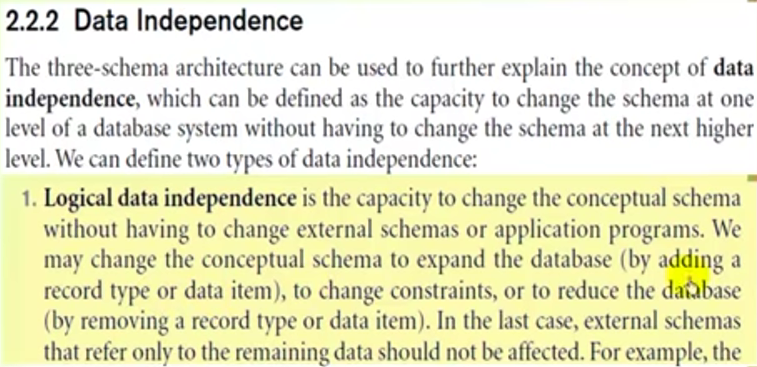 2.2.2 Data Independence
The three-schema architecture can be used to further explain the concept of data
independence, which can be defined as the capacity to change the schema at one
level of a database system without having to change the schema at the next higher
level. We can define two types of data independence:
1. Logical data independence is the capacity to change the conceptual schema
without having to change external schemas or application programs. We
may change the conceptual schema to expand the database (by adding a
record type or data item), to change constraints, or to reduce the database
(by removing a record type or data item). In the last case, external schemas
that refer only to the remaining data should not be affected. For example, the